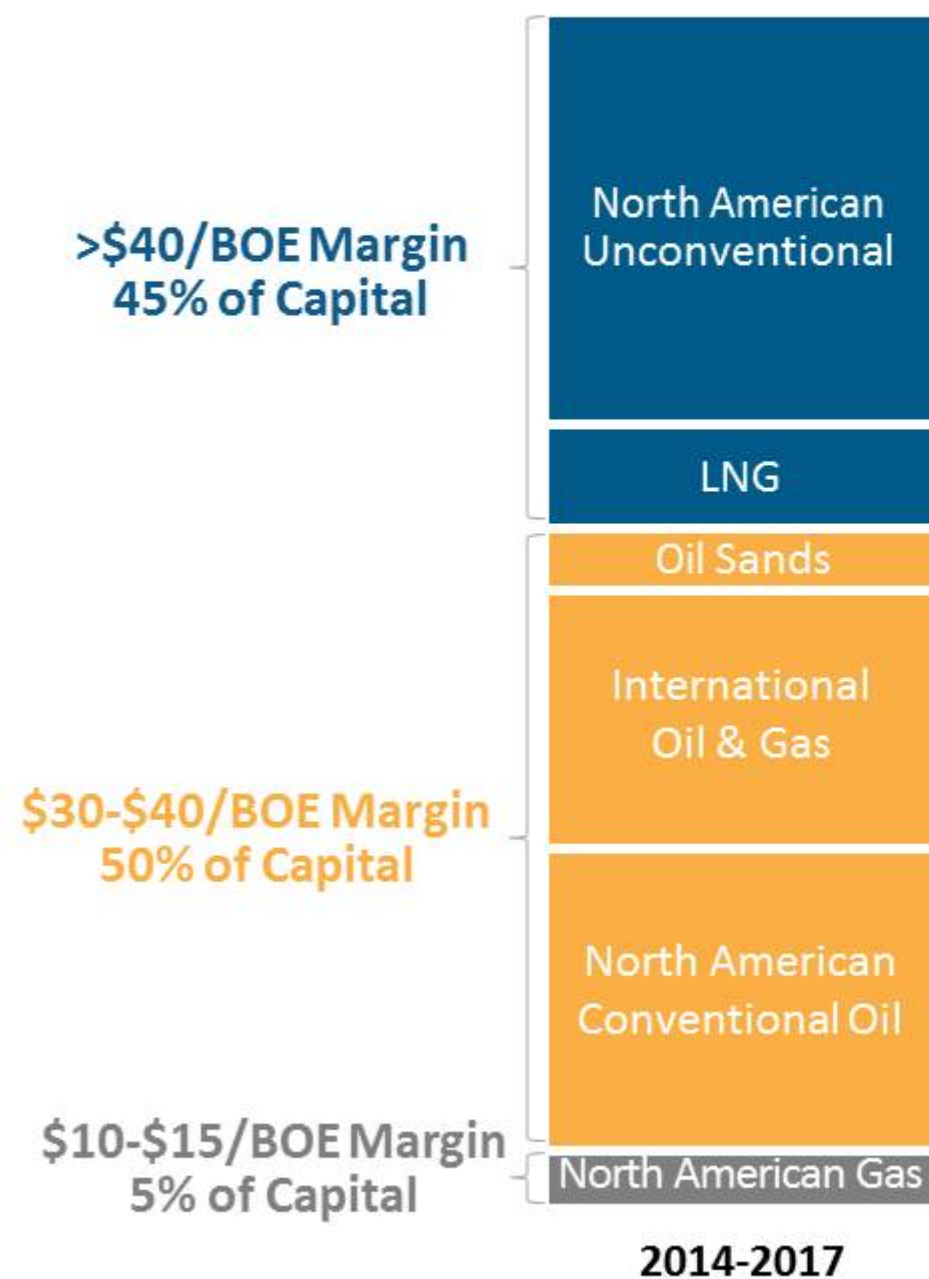 >$40/BOE Margin
45% of Capital
North American
Unconventional
LNG
Oil Sands
International
Oil & Gas
$30-$40/BOE Margin
50% of Capital
North American
Conventional Oil
$10-$15/BOE Margin
5% of Capital
North American Gas
2014-2017